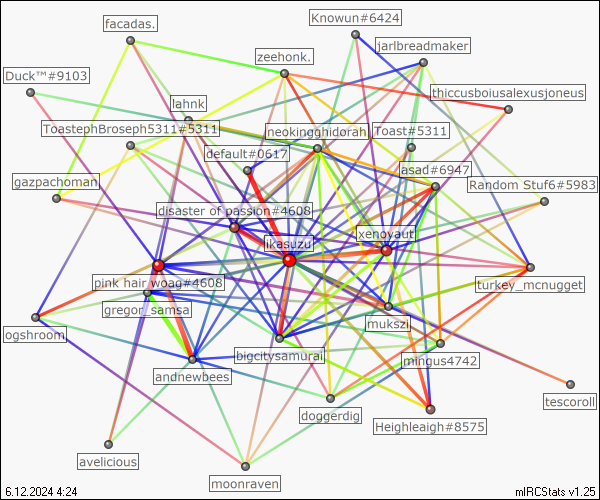 facadas.
Knowun#6424
zeehonk.
jarlbreadmaker
Duck™#9103
thiccusboiusalexusjoneus
lahnk
ToastephBroseph5311#5311
neokingghidorah.
Toast#5311
default#0617
asad#6947
gazpachoman
Random Stuf6#5983
disaster of passion#4608
likasuzu
xenoyaut
pink hair woag#4608
turkey_mcnugget
gregor_samsa
mukszi
ogshroom
bigcitysamurai
mingus4742
andnewbees
tescoroll
doggerdig
Heighleaigh#8575
avelicious
moonraven
6.12.2024 4:24
mIRCStats v1.25